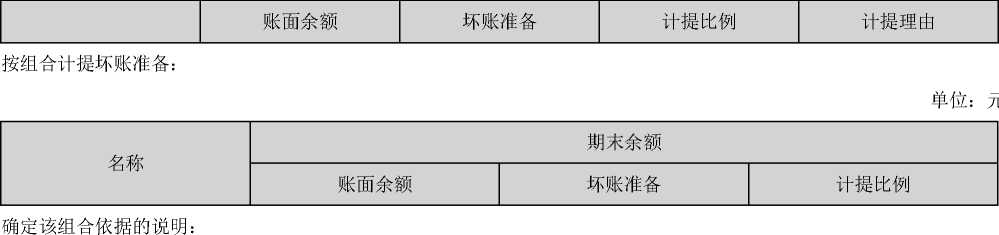 账面余额 坏账准备 计提比例 计提理由
按组合计提坏账准备：
单位：元
名称 期末余额
账面余额 坏账准备 计提比例
确定该组合依据的说明：